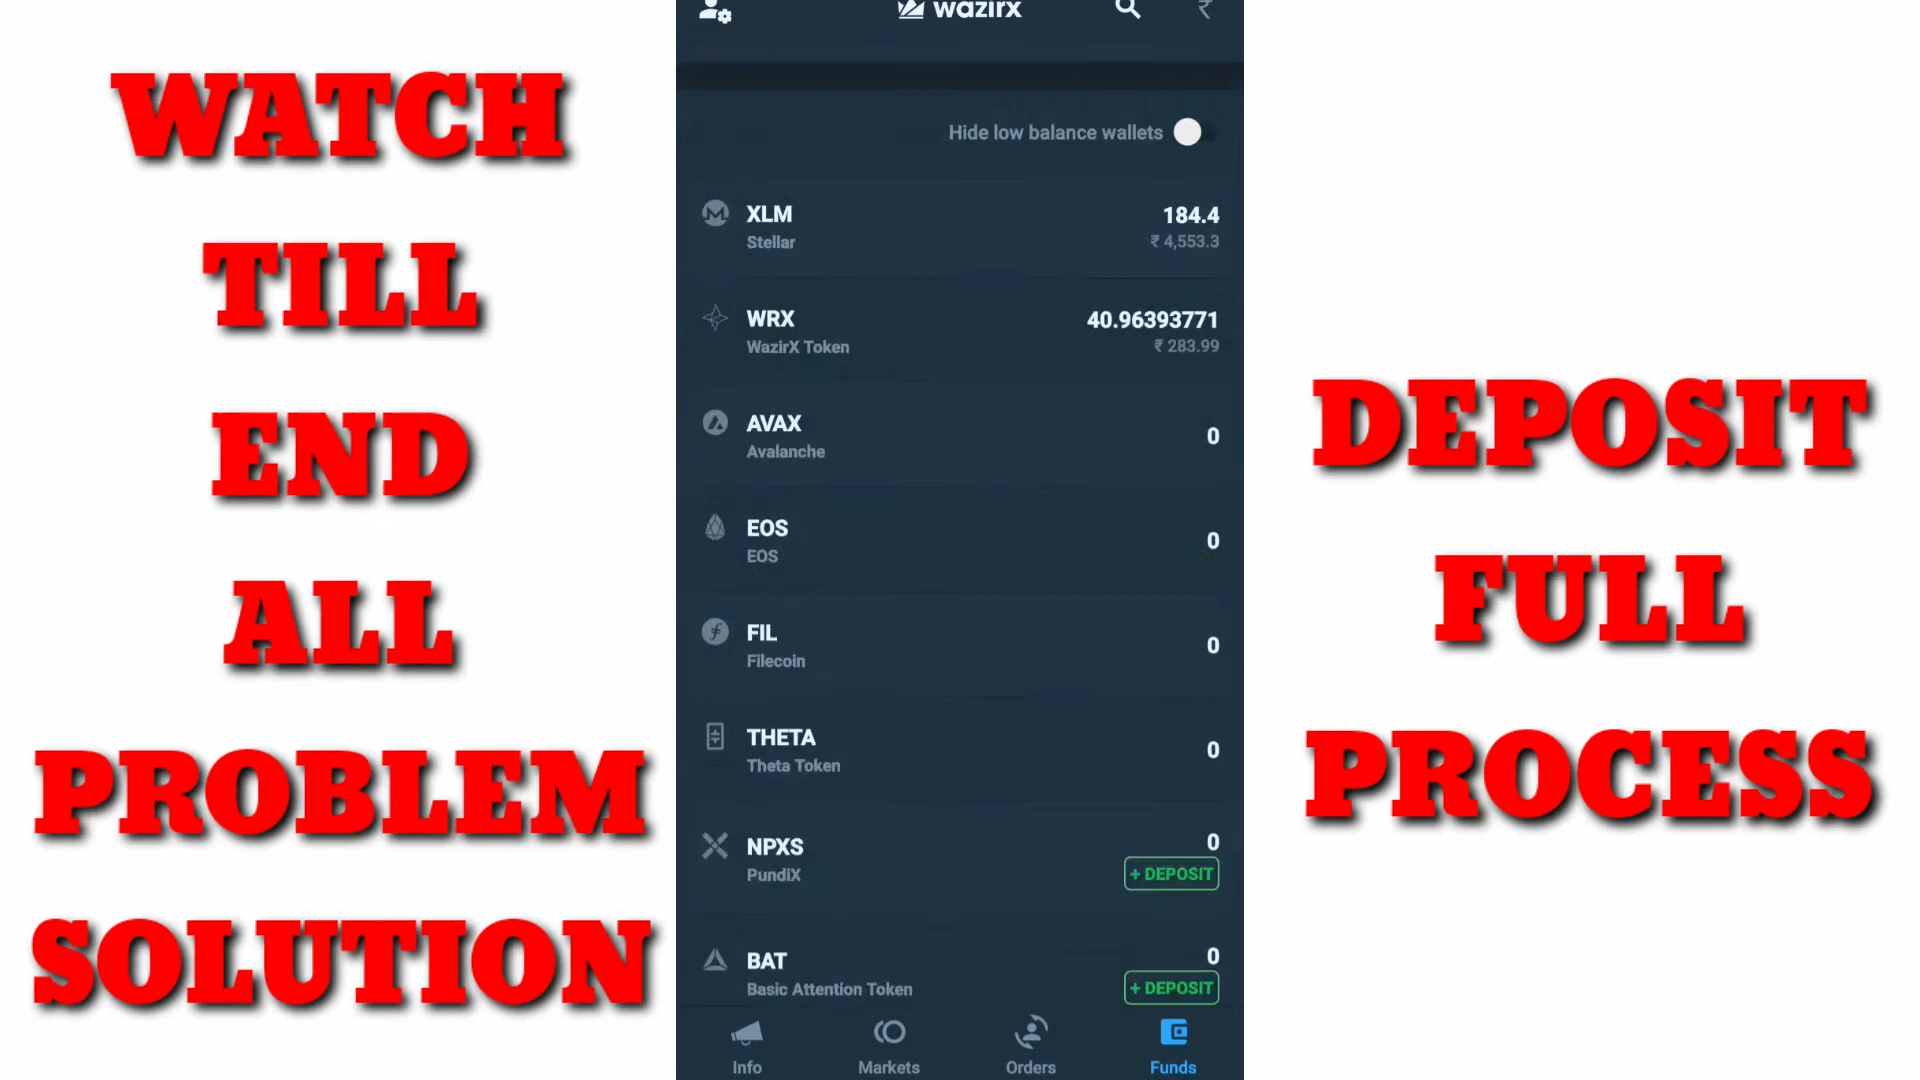 WATCH
TILL
END
ALL
PROBLEM
SOLUTION
wazirx
₹
Hide low balance wallets
XLM
184.4
Stellar
₹ 4,553.3
WRX
40.96393771
WazirX Token
₹ 283.99
AVAX
0
Avalanche
EOS
0
EOS
FIL
0
Filecoin
THETA
0
Theta Token
NPXS
0
PundiX
+ DEPOSIT
BAT
0
Basic Attention Token
+ DEPOSIT
Info
Markets
Orders
Funds
DEPOSIT
FULL
PROCESS